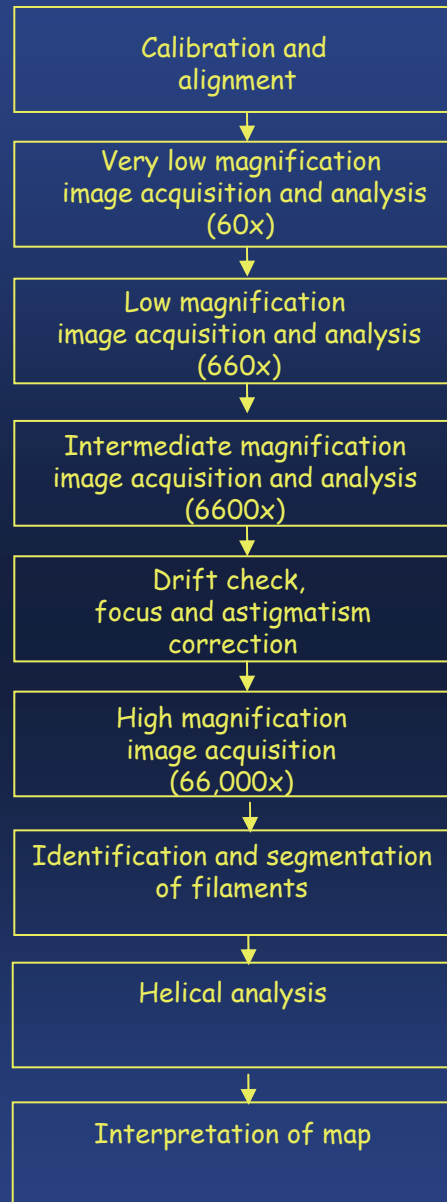 Calibration and
alignment
Very low magnification
image acquisition and analysis
(60x)
Low magnification
image acquisition and analysis
(660x)
Intermediate magnification
image acquisition and analysis
(6600x)
Drift check,
focus and astigmatism
correction
High magnification
image acquisition
(66,000x)
Identification and segmentation
of filaments
Helical analysis
Interpretation of map